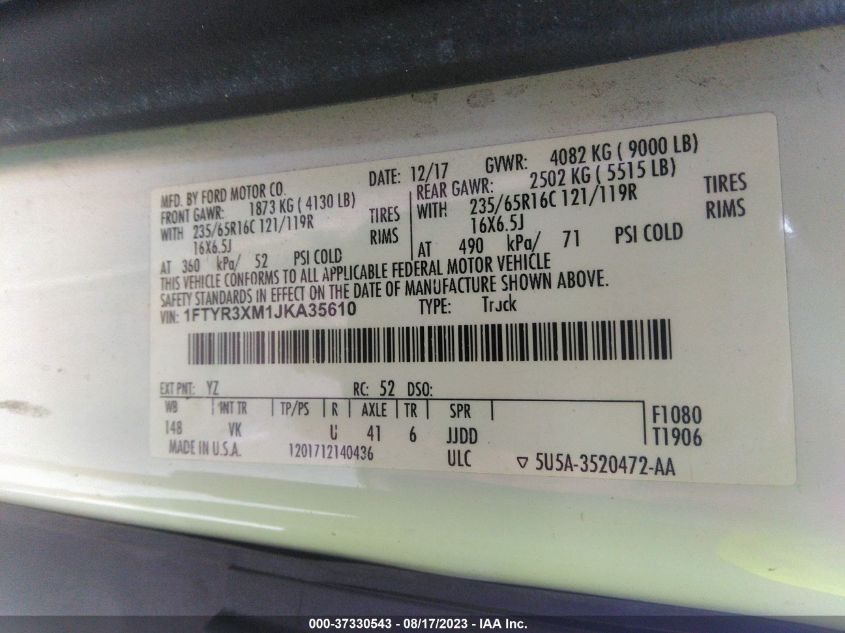 MFD. BY FORD MOTOR CO. DATE: 12/17 GVWR: 4082 KG ( 9000 LB)
FRONT GAWR: 1873 KG ( 4130 LB) REAR GAWR: 2502 KG ( 5515 LB)
WITH 235/65R16C 121/119R TIRES WITH 235/65R16C 121/119R TIRES
16X6.5J RIMS 16X6.5J RIMS
AT 360 kPa/ 52 PSI COLD AT 490 kPa/ 71 PSI COLD
THIS VEHICLE CONFORMS TO ALL APPLICABLE FEDERAL MOTOR VEHICLE
SAFETY STANDARDS IN EFFECT ON THE DATE OF MANUFACTURE SHOWN ABOVE.
VIN: 1FTYR3XM1JKA35610 TYPE: Truck
EXT PNT: YZ RC: 52 DSO:
WB INT TR TP/PS R AXLE TR SPR F1080
148 VK U 41 6 JJDD T1906
MADE IN U.S.A. 1201712140436 ULC ▽ 5U5A-3520472-AA
000-37330543 - 08/17/2023 - IAA Inc.